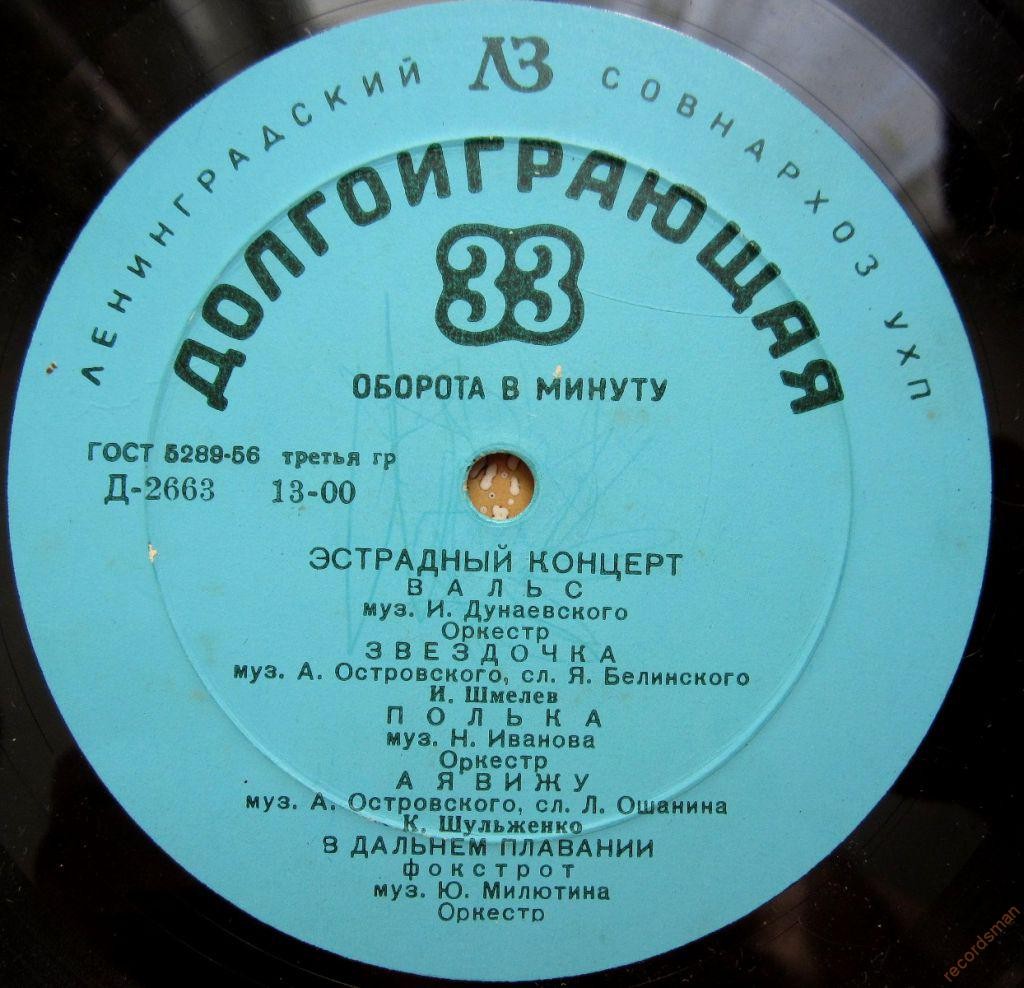 ЛЕНИНГРАДСКИЙ ЛЗ СОВНАРХОЗ УХП
ДОЛГОИГРАЮЩАЯ
33
ОБОРОТА В МИНУТУ
ГОСТ 5289-56 третья гр
Д-2663 13-00
ЭСТРАДНЫЙ КОНЦЕРТ
ВАЛЬС
муз. И. Дунаевского
Оркестр
ЗВЕЗДОЧКА
муз. А. Островского, сл. Я. Белинского
И. Шмелев
ПОЛЬКА
муз. Н. Иванова
Оркестр
А Я ВИЖУ
муз. А. Островского, сл. Л. Ошанина
К. Шульженко
В ДАЛЬНЕМ ПЛАВАНИИ
фокстрот
муз. Ю. Милютина
Оркестр
recordsman